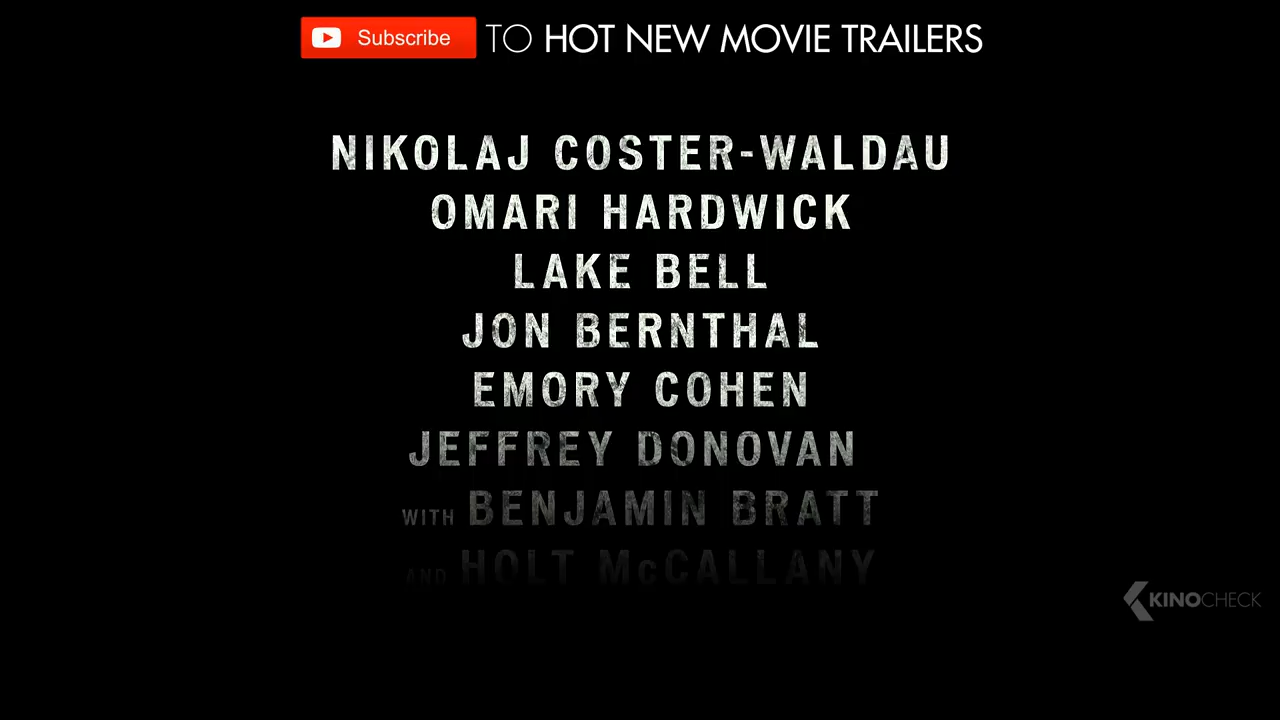 Subscribe TO HOT NEW MOVIE TRAILERS
NIKOLAJ COSTER-WALDAU
OMARI HARDWICK
LAKE BELL
JON BERNTHAL
EMORY COHEN
JEFFREY DONOVAN
WITH BENJAMIN BRATT
AND HOLT McCALLANY
KINOCHECK